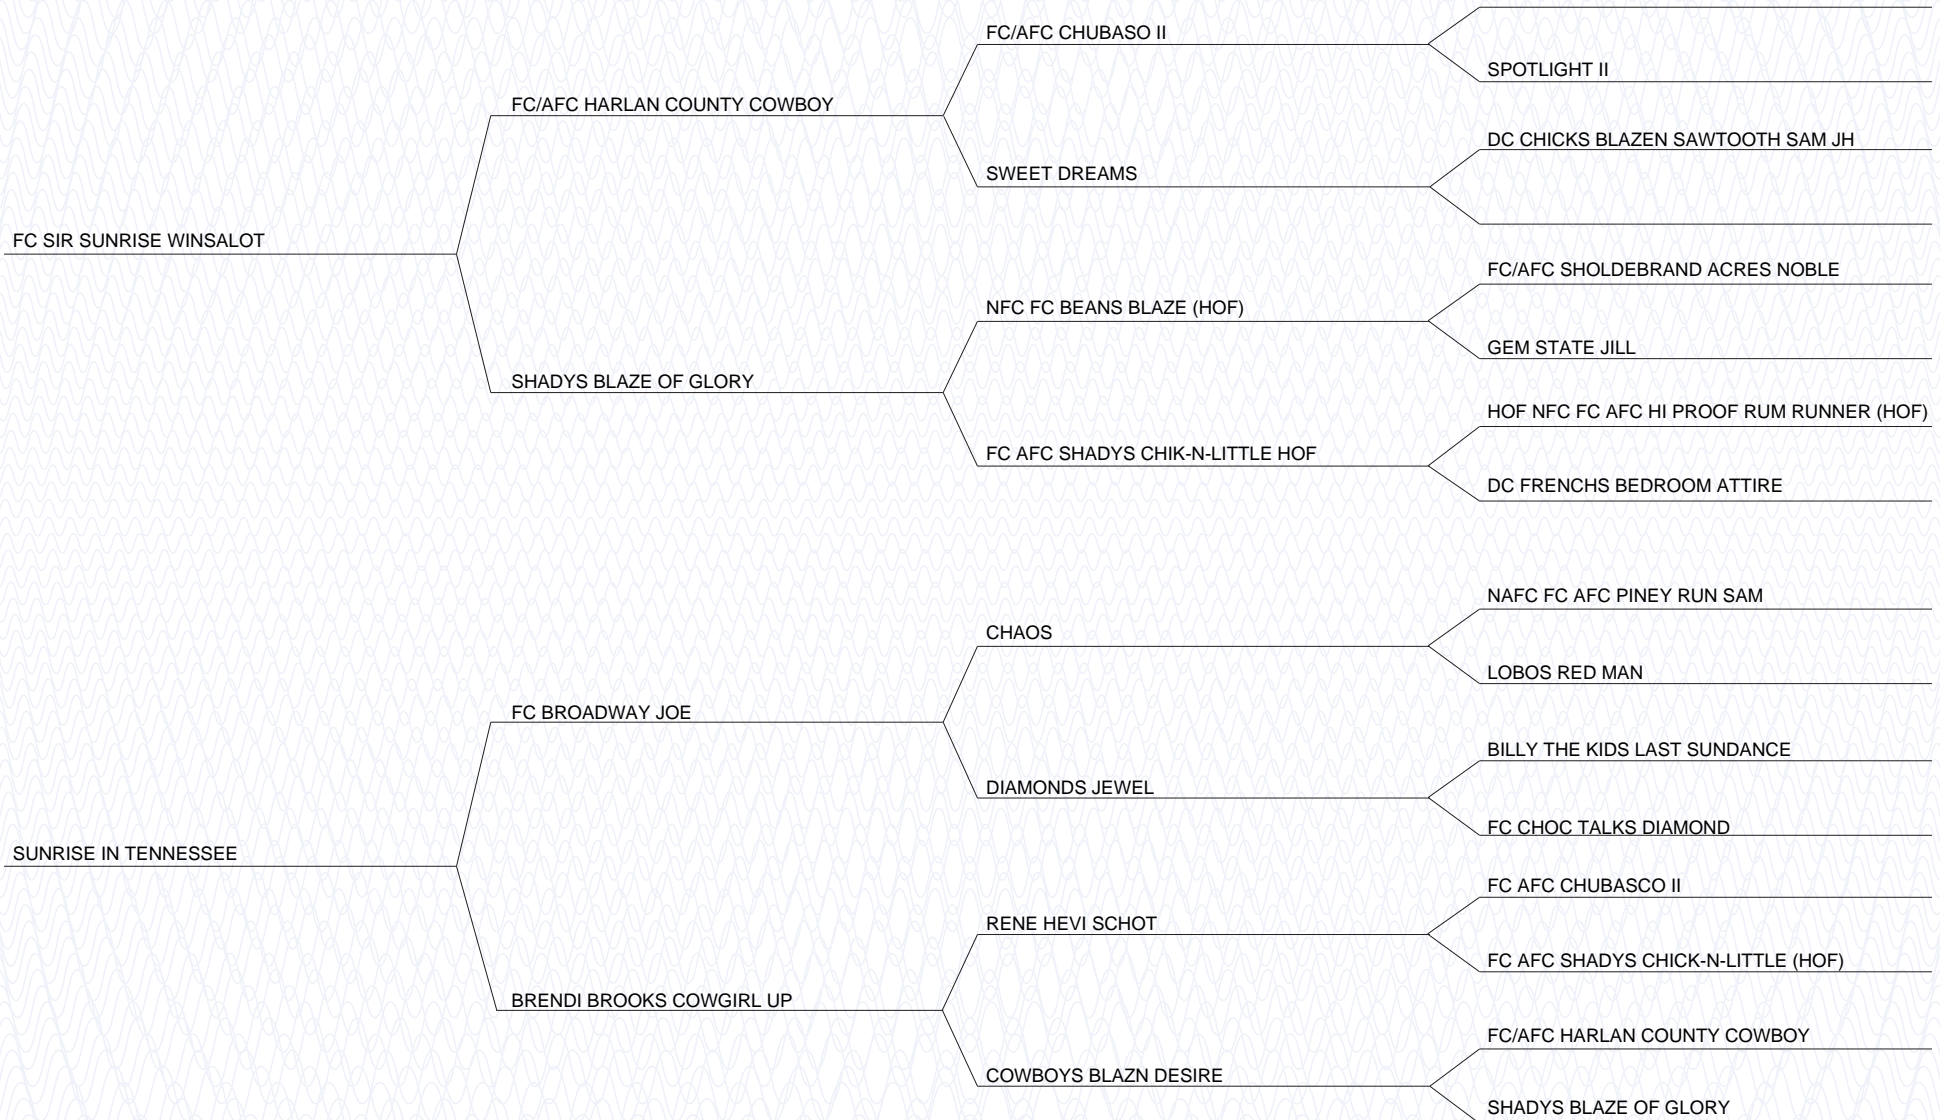 FC/AFC CHUBASO II
SPOTLIGHT II
FC/AFC HARLAN COUNTY COWBOY
DC CHICKS BLAZEN SAWTOOTH SAM JH
SWEET DREAMS
FC SIR SUNRISE WINSALOT
FC/AFC SHOLDEBRAND ACRES NOBLE
NFC FC BEANS BLAZE (HOF)
GEM STATE JILL
SHADYS BLAZE OF GLORY
HOF NFC FC AFC HI PROOF RUM RUNNER (HOF)
FC AFC SHADYS CHIK-N-LITTLE HOF
DC FRENCHS BEDROOM ATTIRE
NAFC FC AFC PINEY RUN SAM
CHAOS
LOBOS RED MAN
FC BROADWAY JOE
BILLY THE KIDS LAST SUNDANCE
DIAMONDS JEWEL
FC CHOC TALKS DIAMOND
SUNRISE IN TENNESSEE
FC AFC CHUBASCO II
RENE HEVI SCHOT
FC AFC SHADYS CHICK-N-LITTLE (HOF)
BRENDI BROOKS COWGIRL UP
FC/AFC HARLAN COUNTY COWBOY
COWBOYS BLAZN DESIRE
SHADYS BLAZE OF GLORY